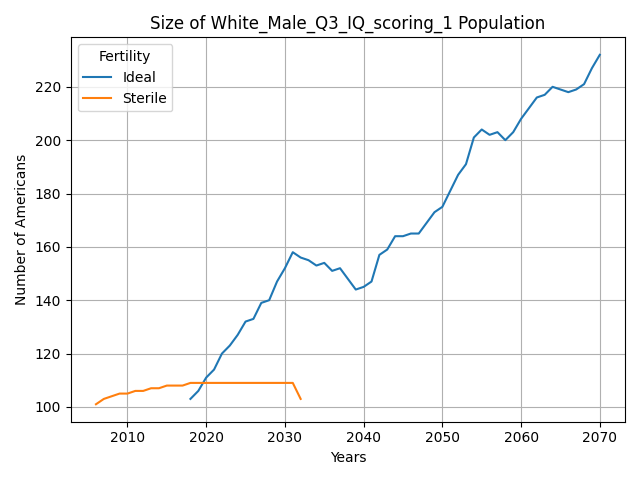 Size of White_Male_Q3_IQ_scoring_1 Population
Fertility
Ideal
Sterile
Number of Americans
220
200
180
160
140
120
100
2010 2020 2030 2040 2050 2060 2070
Years